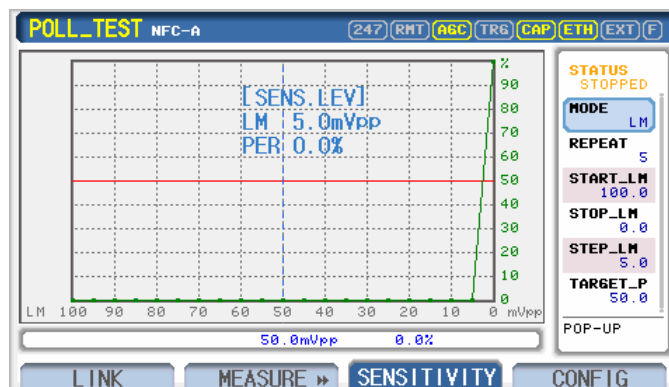 POLL_TEST NFC-A 247 RMT AGC TRG CAP ETH EXT F
%
90
80
70
60
50
40
30
20
10
0
[SENS.LEV]
LM 5.0mVpp
PER 0.0%
LM 100 90 80 70 60 50 40 30 20 10 0 mVpp
50.0mVpp 0.0%
STATUS
STOPPED
MODE
LM
REPEAT
5
START_LM
100.0
STOP_LM
0.0
STEP_LM
5.0
TARGET_P
50.0
POP-UP
LINK MEASURE » SENSITIVITY CONFIG